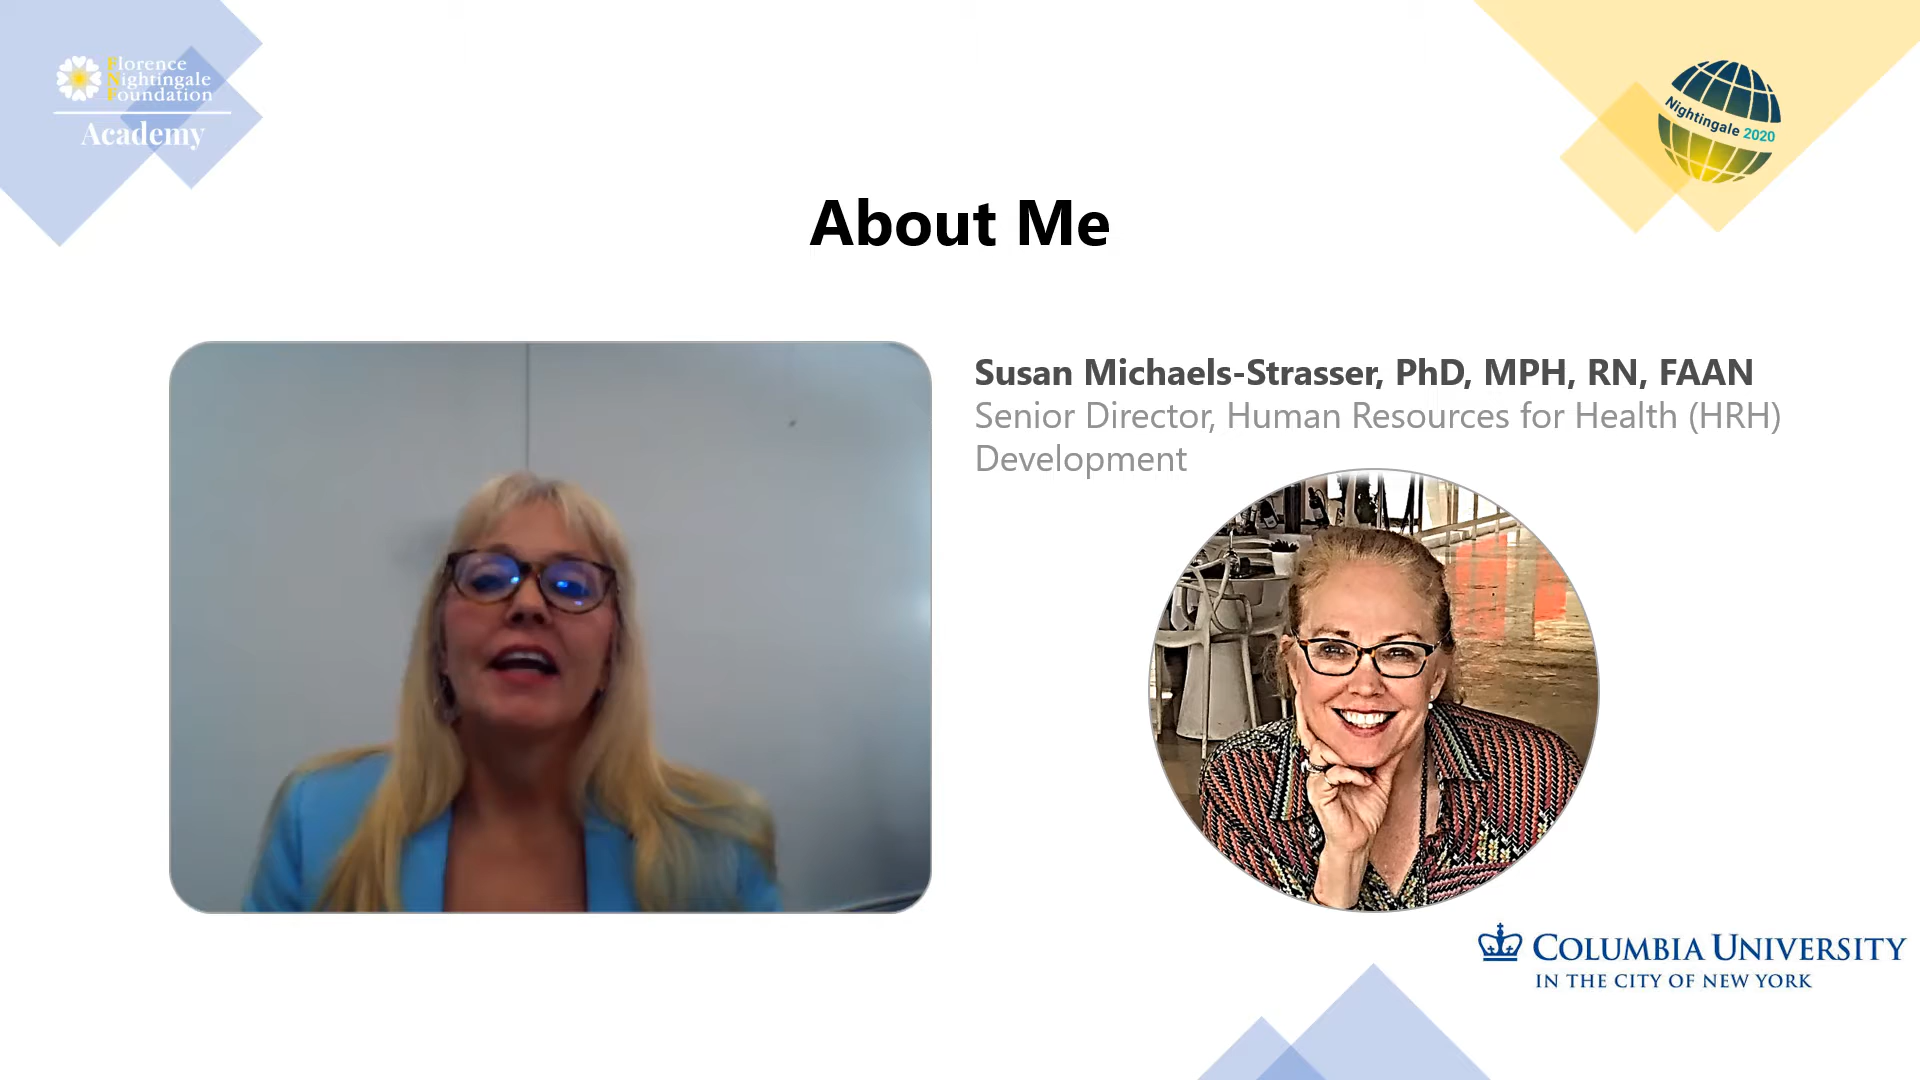 Florence
Nightingale
Foundation
Academy
Nightingale 2020
About Me
Susan Michaels-Strasser, PhD, MPH, RN, FAAN
Senior Director, Human Resources for Health (HRH)
Development
COLUMBIA UNIVERSITY
IN THE CITY OF NEW YORK